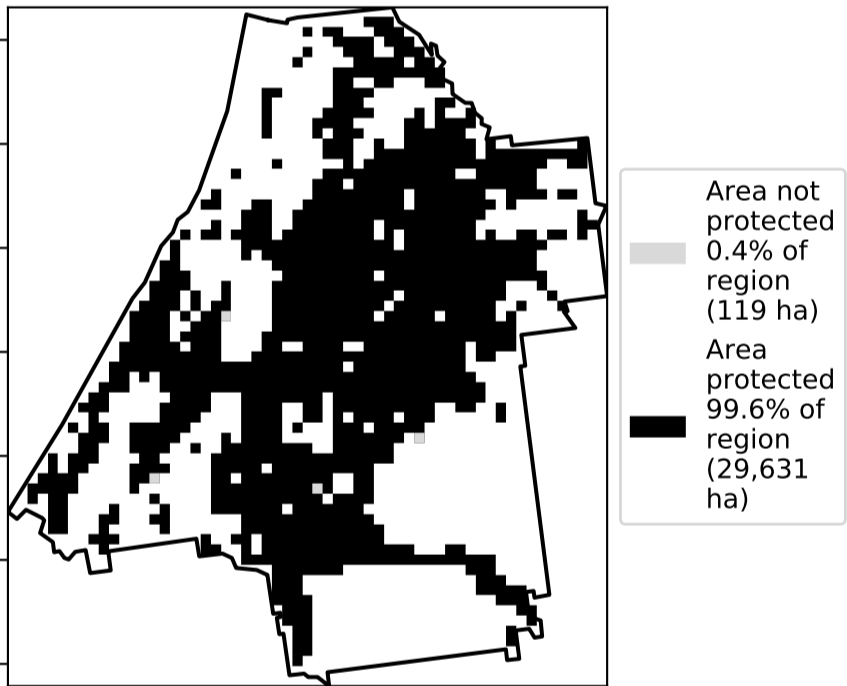 Area not
protected
0.4% of
region
(119 ha)
Area
protected
99.6% of
region
(29,631
ha)